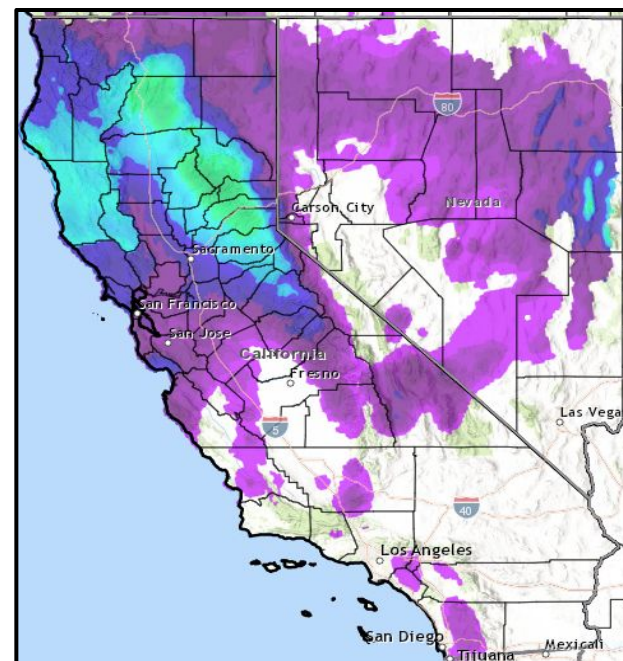 80
Nevada
Carson City
Sacramento
San Francisco
San Jose
California
Fresno
Las Vega
5
40
Los Angeles
San Diego
Tijuana
Mexicali